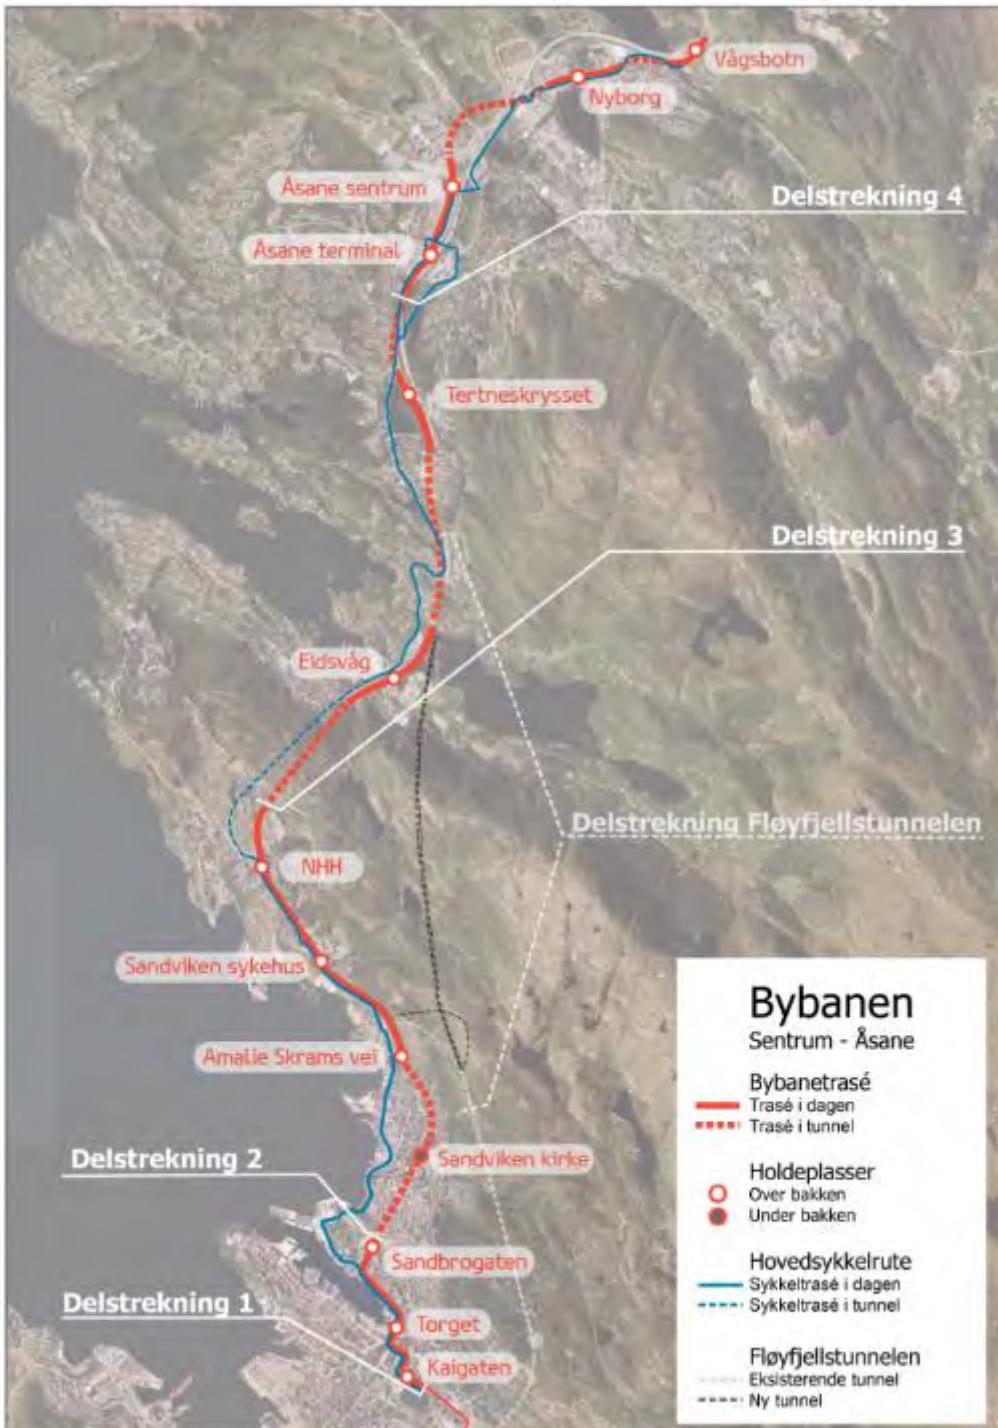 Vågsbotn
Nyborg
Åsane sentrum
Delstrekning 4
Åsane terminal
Tertneskrysset
Delstrekning 3
Eidsvåg
Delstrekning Fløyfjellstunnelen
NHH
Sandviken sykehus
Amalie Skrams vei
Delstrekning 2
Sandviken kirke
Sandbrogaten
Delstrekning 1
Torget
Kaigaten
Bybanen
Sentrum - Åsane
Bybanetrasé
Trasé i dagen
Trasé i tunnel
Holdeplasser
Over bakken
Under bakken
Hovedsykkelrute
Sykkeltrasé i dagen
Sykkeltrasé i tunnel
Fløyfjellstunnelen
Eksisterende tunnel
Ny tunnel